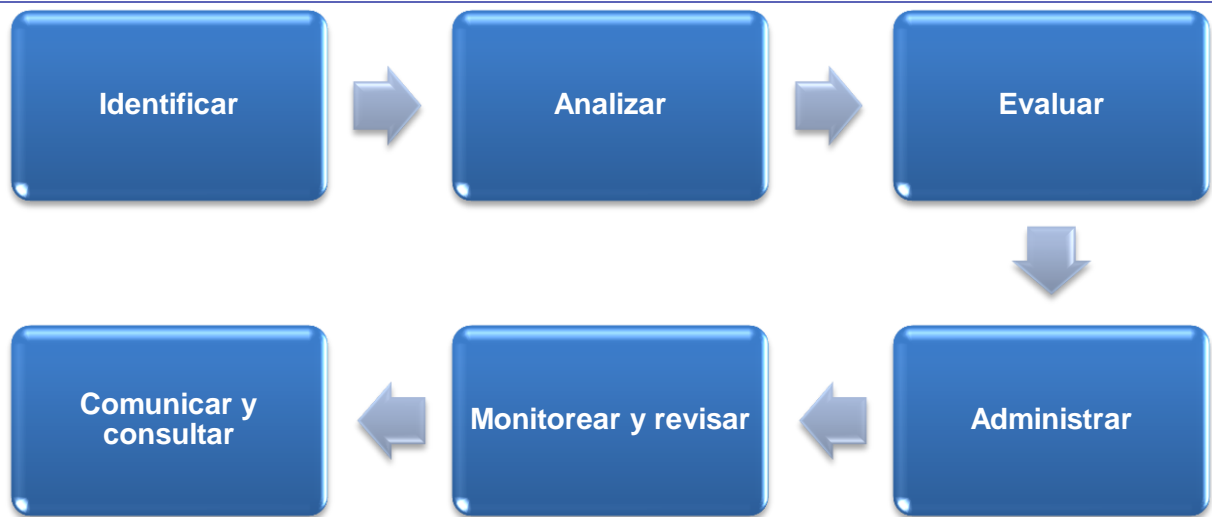 Identificar
Analizar
Evaluar
Administrar
Monitorear y revisar
Comunicar y
consultar